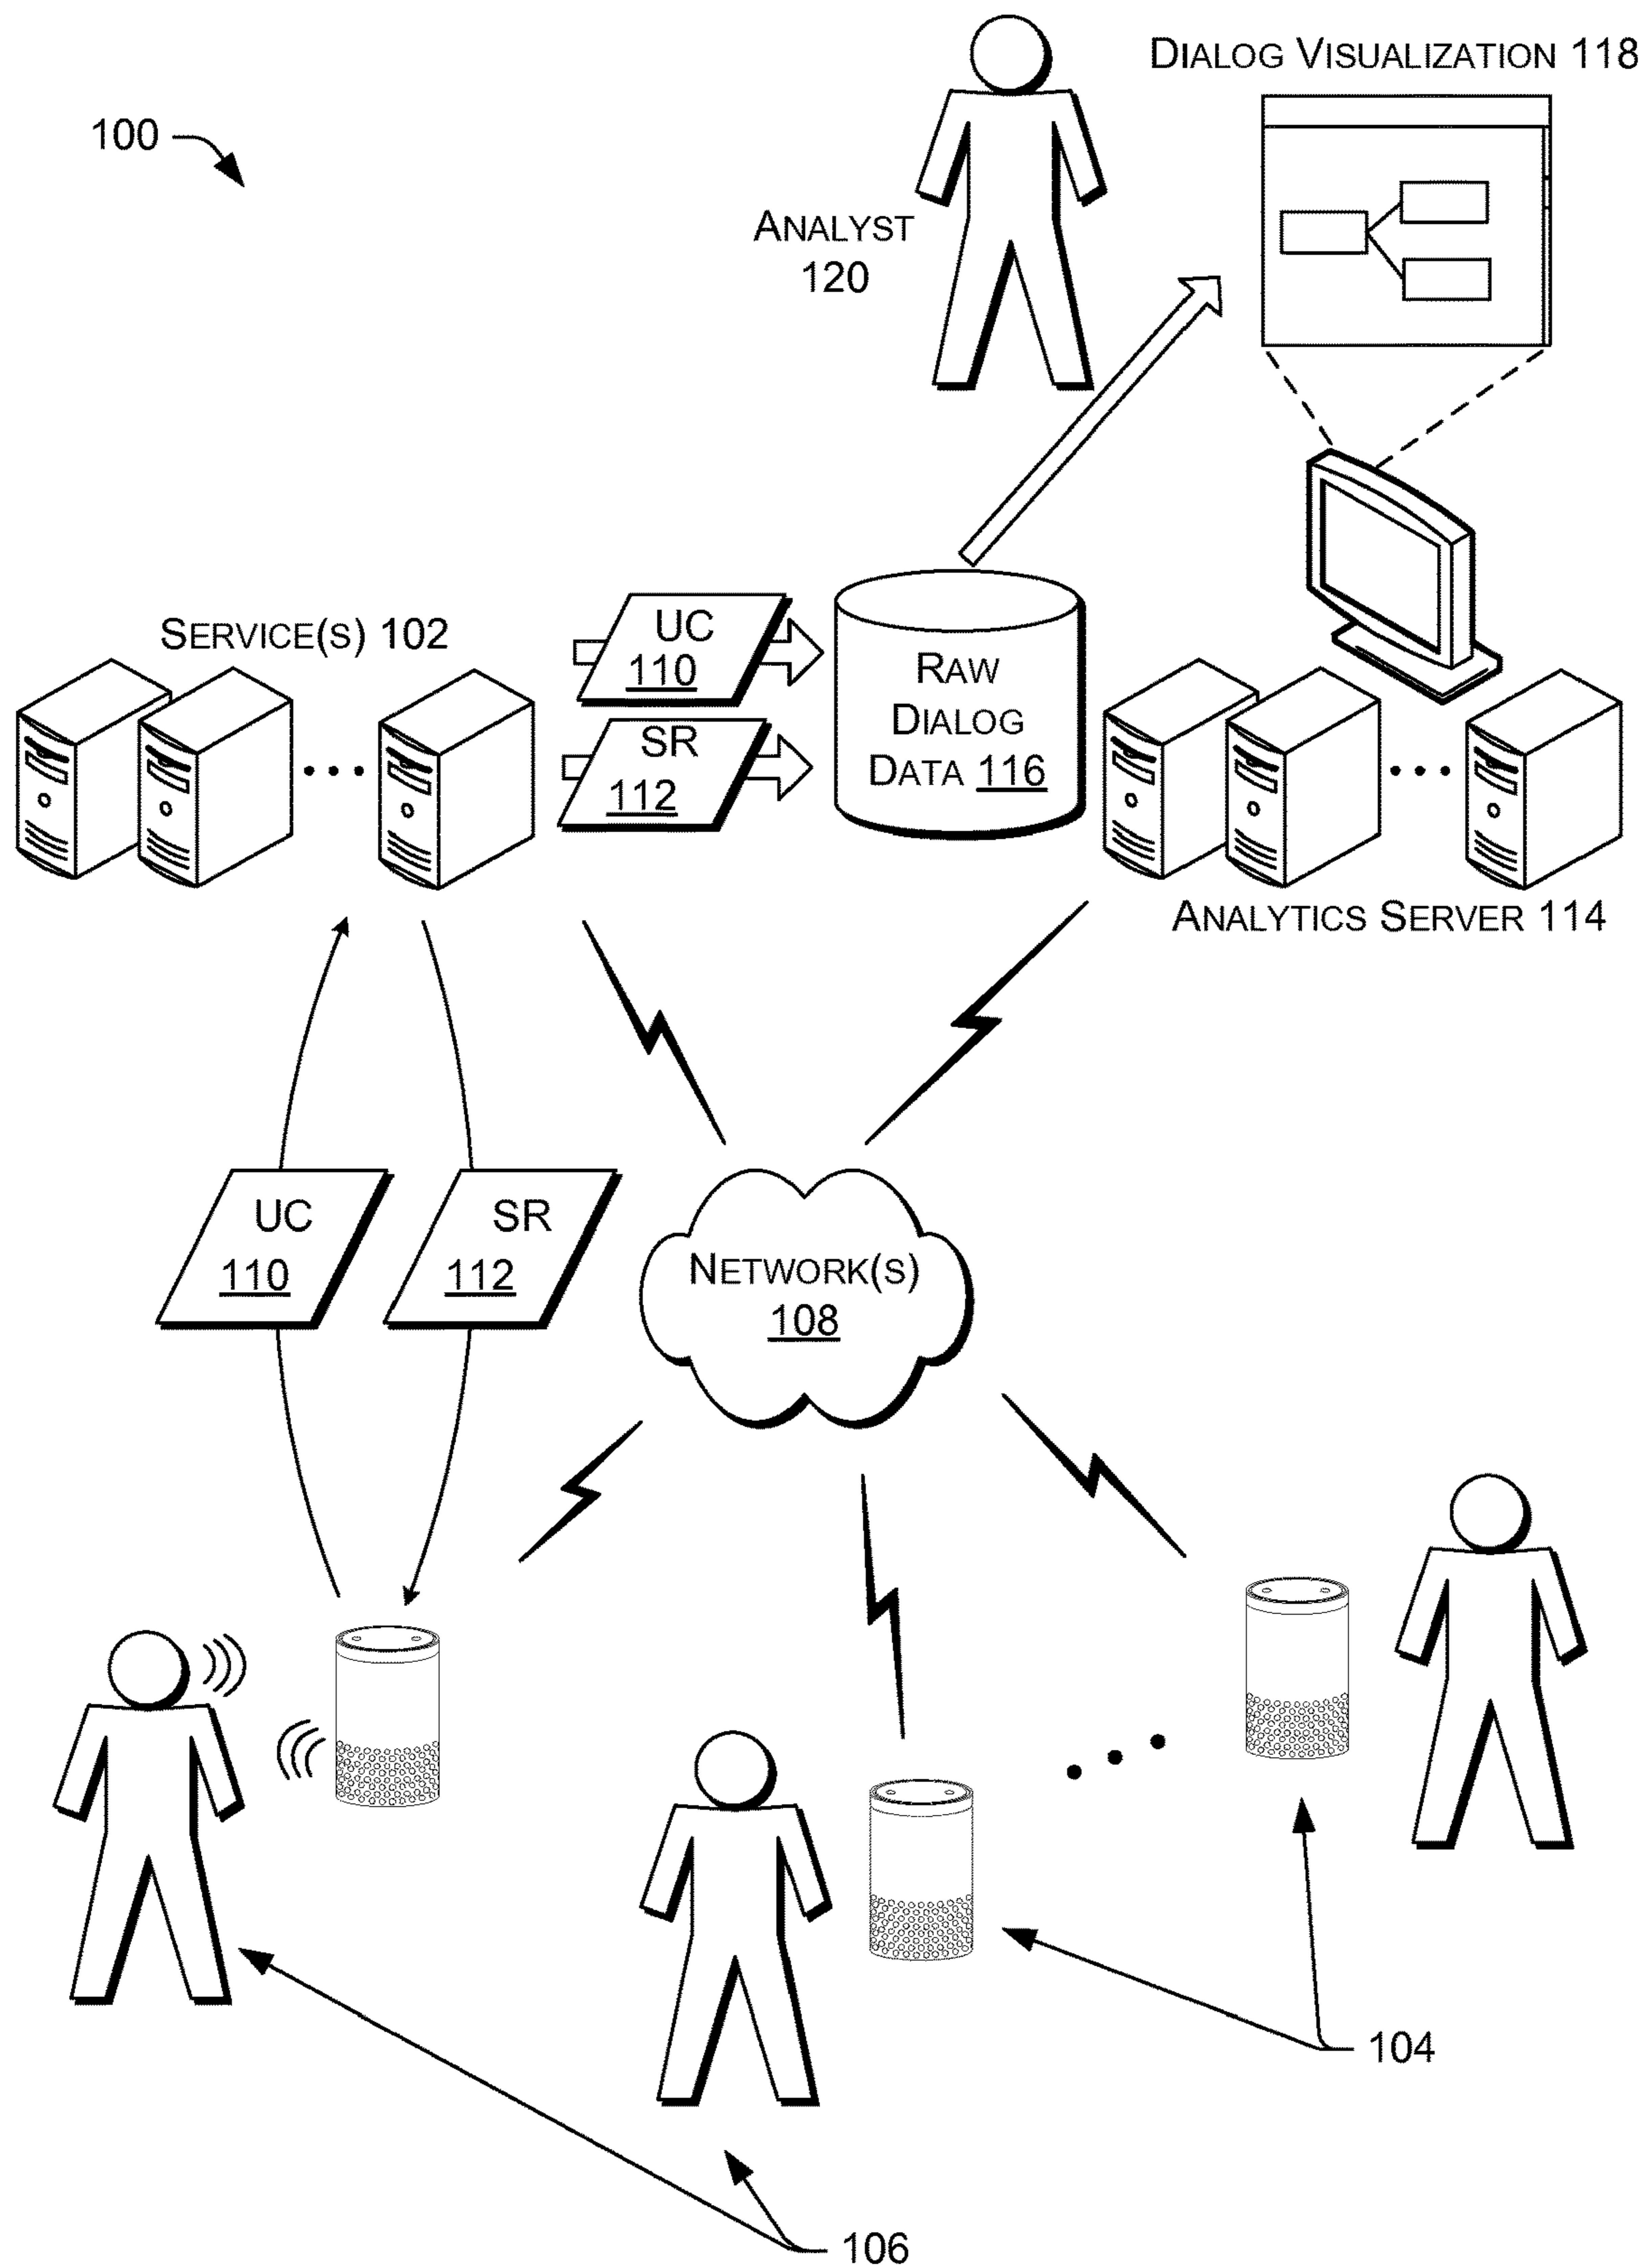 DIALOG VISUALIZATION 118
100
ANALYST
120
SERVICE(S) 102
UC
110
SR
112
RAW
DIALOG
DATA 116
ANALYTICS SERVER 114
UC
110
SR
112
NETWORK(S)
108
104
106